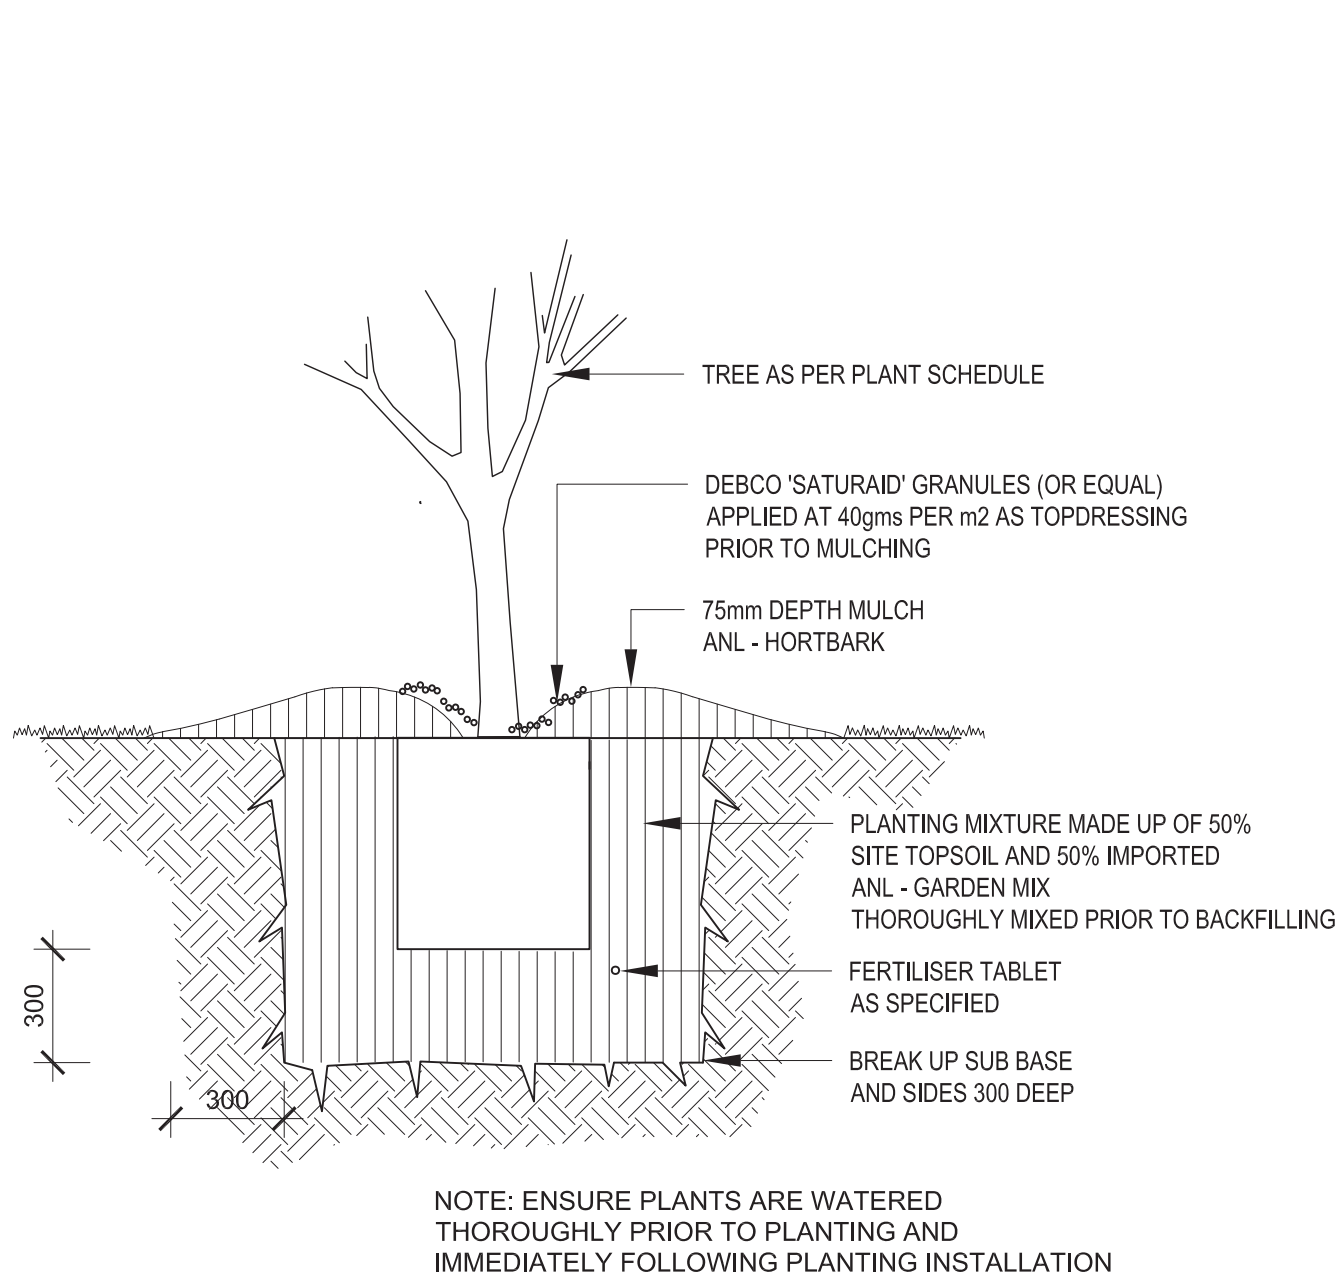 TREE AS PER PLANT SCHEDULE
DEBCO 'SATURAID' GRANULES (OR EQUAL)
APPLIED AT 40gms PER m2 AS TOPDRESSING
PRIOR TO MULCHING
75mm DEPTH MULCH
ANL - HORTBARK
PLANTING MIXTURE MADE UP OF 50%
SITE TOPSOIL AND 50% IMPORTED
ANL - GARDEN MIX
THOROUGHLY MIXED PRIOR TO BACKFILLING
FERTILISER TABLET
AS SPECIFIED
300
BREAK UP SUB BASE
AND SIDES 300 DEEP
300
NOTE: ENSURE PLANTS ARE WATERED
THOROUGHLY PRIOR TO PLANTING AND
IMMEDIATELY FOLLOWING PLANTING INSTALLATION